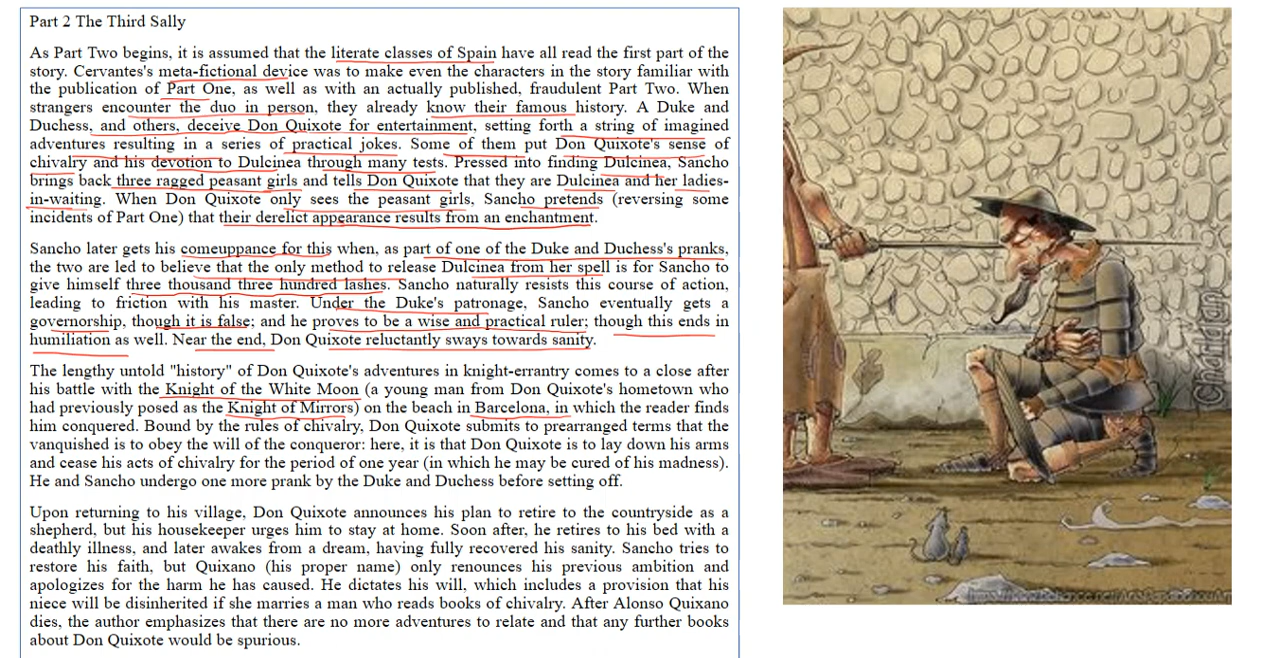 Part 2 The Third Sally
As Part Two begins, it is assumed that the literate classes of Spain have all read the first part of the
story. Cervantes's meta-fictional device was to make even the characters in the story familiar with
the publication of Part One, as well as with an actually published, fraudulent Part Two. When
strangers encounter the duo in person, they already know their famous history. A Duke and
Duchess, and others, deceive Don Quixote for entertainment, setting forth a string of imagined
adventures resulting in a series of practical jokes. Some of them put Don Quixote's sense of
chivalry and his devotion to Dulcinea through many tests. Pressed into finding Dulcinea, Sancho
brings back three ragged peasant girls and tells Don Quixote that they are Dulcinea and her ladies-
in-waiting. When Don Quixote only sees the peasant girls, Sancho pretends (reversing some
incidents of Part One) that their derelict appearance results from an enchantment.
Sancho later gets his comeuppance for this when, as part of one of the Duke and Duchess's pranks,
the two are led to believe that the only method to release Dulcinea from her spell is for Sancho to
give himself three thousand three hundred lashes. Sancho naturally resists this course of action,
leading to friction with his master. Under the Duke's patronage, Sancho eventually gets a
governorship, though it is false; and he proves to be a wise and practical ruler; though this ends in
humiliation as well. Near the end, Don Quixote reluctantly sways towards sanity.
The lengthy untold "history" of Don Quixote's adventures in knight-errantry comes to a close after
his battle with the Knight of the White Moon (a young man from Don Quixote's hometown who
had previously posed as the Knight of Mirrors) on the beach in Barcelona, in which the reader finds
him conquered. Bound by the rules of chivalry, Don Quixote submits to prearranged terms that the
vanquished is to obey the will of the conqueror: here, it is that Don Quixote is to lay down his arms
and cease his acts of chivalry for the period of one year (in which he may be cured of his madness).
He and Sancho undergo one more prank by the Duke and Duchess before setting off.
Upon returning to his village, Don Quixote announces his plan to retire to the countryside as a
shepherd, but his housekeeper urges him to stay at home. Soon after, he retires to his bed with a
deathly illness, and later awakes from a dream, having fully recovered his sanity. Sancho tries to
restore his faith, but Quixano (his proper name) only renounces his previous ambition and
apologizes for the harm he has caused. He dictates his will, which includes a provision that his
niece will be disinherited if she marries a man who reads books of chivalry. After Alonso Quixano
dies, the author emphasizes that there are no more adventures to relate and that any further books
about Don Quixote would be spurious.